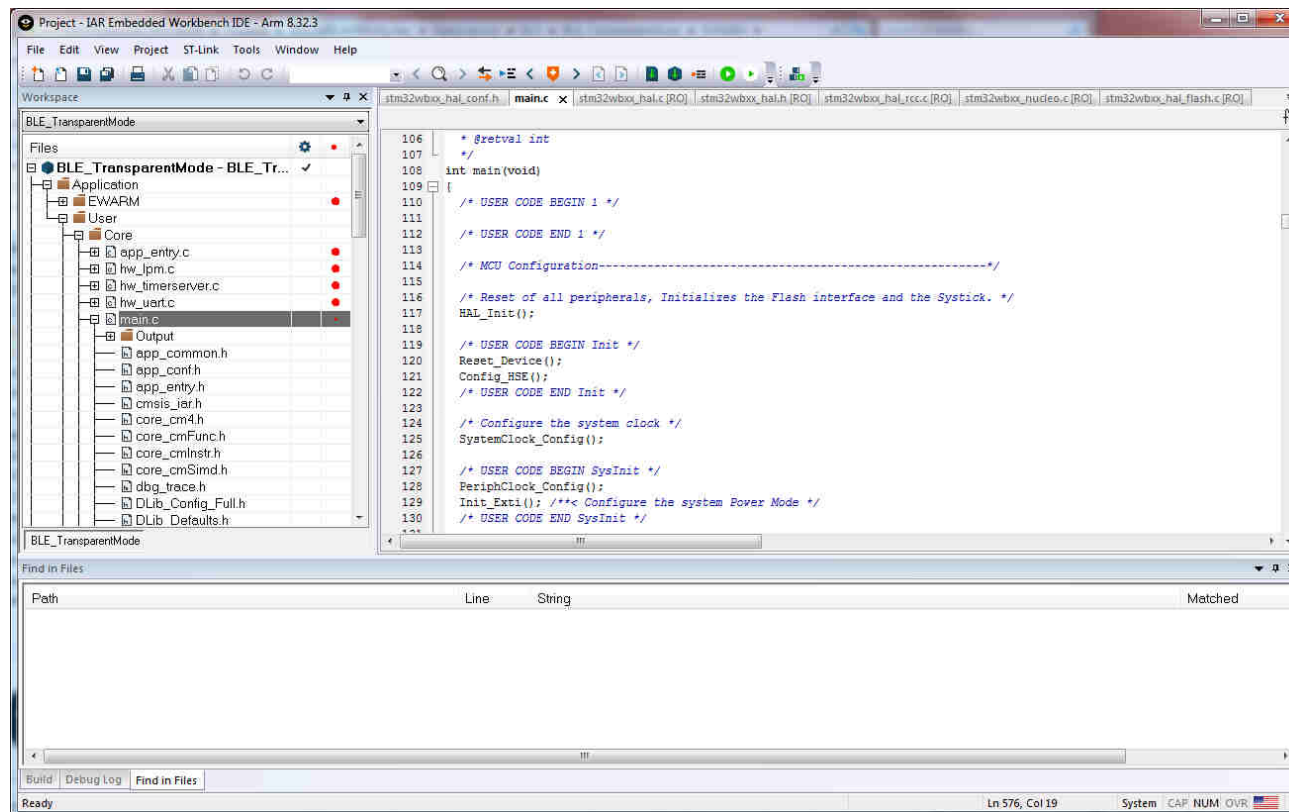 Project - IAR Embedded Workbench IDE - Arm 8.32.3
File Edit View Project ST-Link Tools Window Help
Workspace
stm32wbxx_hal_conf.h main.c x stm32wbxx_hal.c [RO] stm32wbxx_hal.h [RO] stm32wbxx_hal_rcc.c [RO] stm32wbxx_nucleo.c [RO] stm32wbxx_hal_flash.c [RO]
BLE_TransparentMode
Files
BLE_TransparentMode - BLE_Tr...
Application
EWARM
User
Core
app_entry.c
hw_lpm.c
hw_timerserver.c
hw_uart.c
main.c
Output
app_common.h
app_conf.h
app_entry.h
cmsis_iar.h
core_cm4.h
core_cmFunc.h
core_cmInstr.h
core_cmSimd.h
dbg_trace.h
DLib_Config_Full.h
DLib_Defaults.h
BLE_TransparentMode
106 * @retval int
107 */
108 int main(void)
109 {
110 /* USER CODE BEGIN 1 */
111
112 /* USER CODE END 1 */
113
114 /* MCU Configuration--------------------------------------------------------*/
115
116 /* Reset of all peripherals, Initializes the Flash interface and the Systick. */
117 HAL_Init();
118
119 /* USER CODE BEGIN Init */
120 Reset_Device();
121 Config_HSE();
122 /* USER CODE END Init */
123
124 /* Configure the system clock */
125 SystemClock_Config();
126
127 /* USER CODE BEGIN SysInit */
128 PeriphClock_Config();
129 Init_Exti(); /**< Configure the system Power Mode */
130 /* USER CODE END SysInit */
Find in Files
Path Line String Matched
Build Debug Log Find in Files
Ready Ln 576, Col 19 System CAP NUM OVR